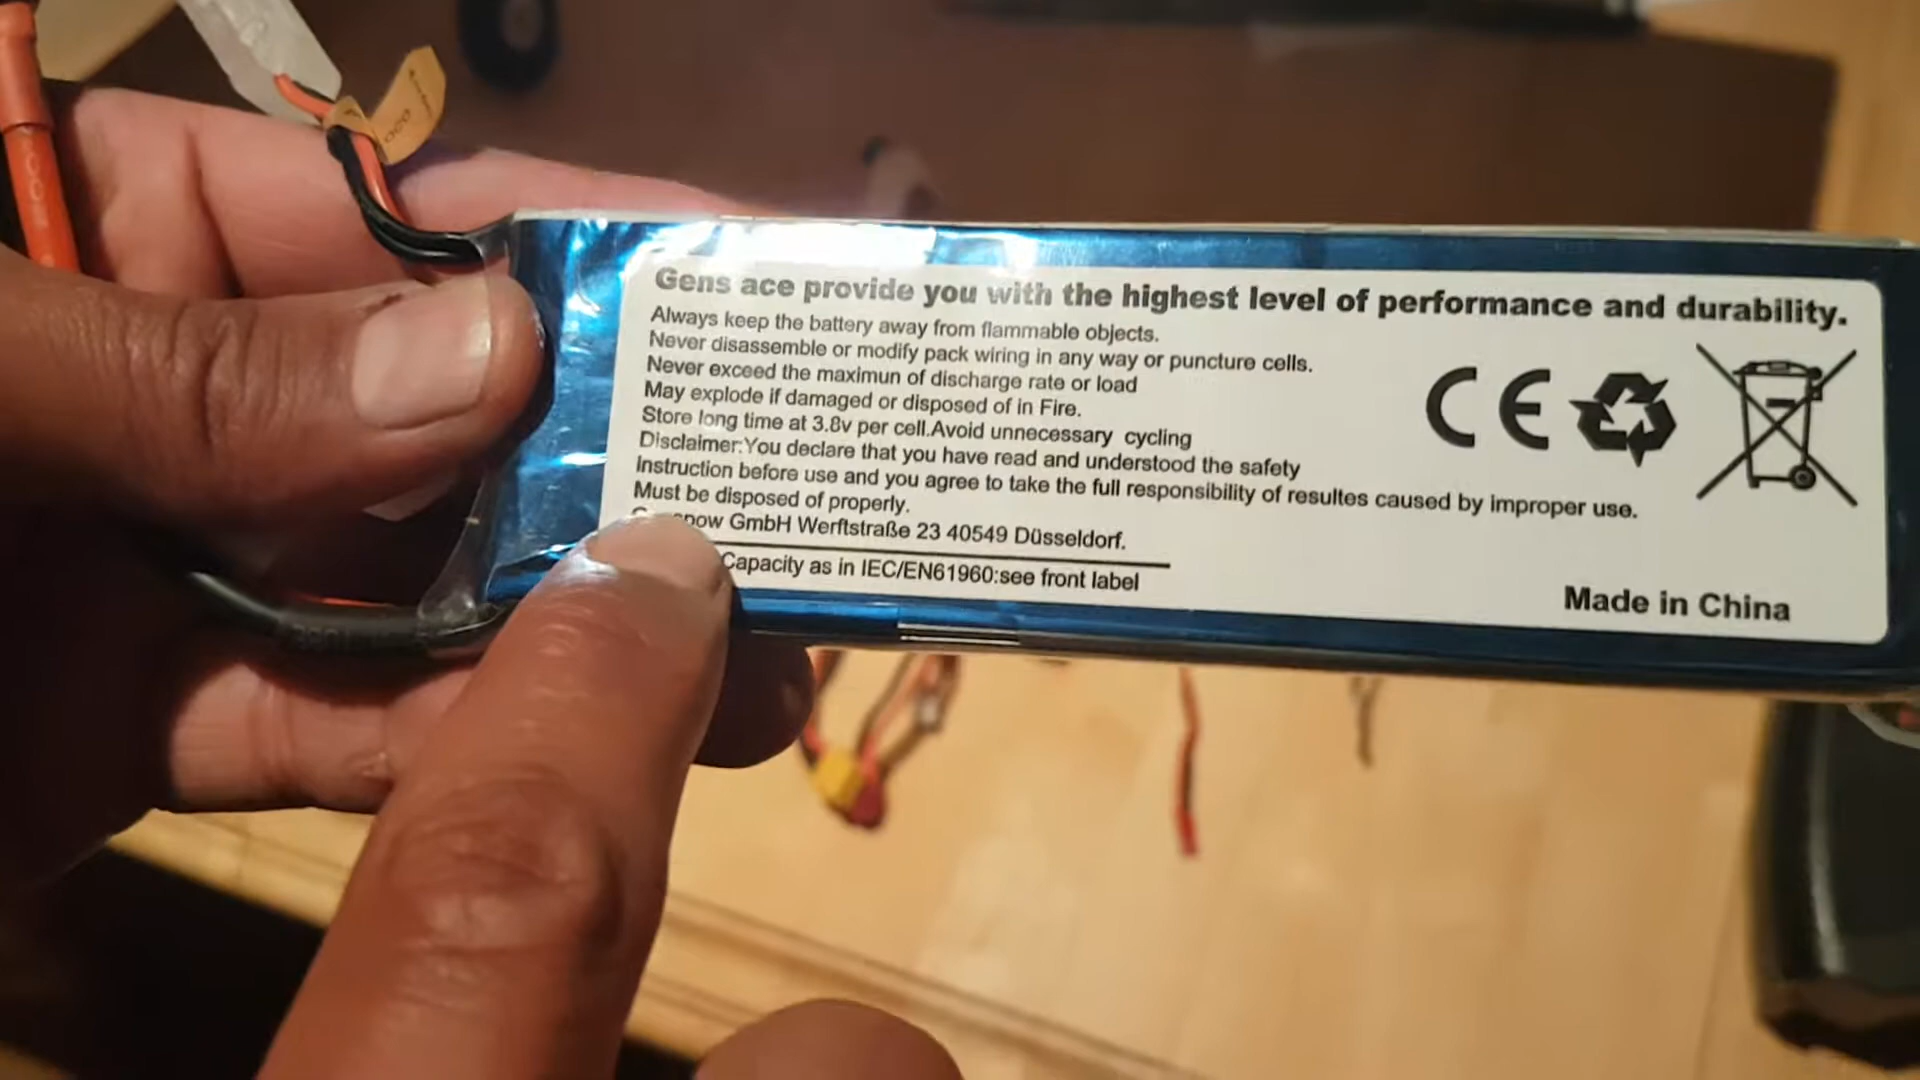 Gens ace provide you with the highest level of performance and durability.
Always keep the battery away from flammable objects.
Never disassemble or modify pack wiring in any way or puncture cells.
Never exceed the maximun of discharge rate or load
May explode if damaged or disposed of in Fire.
Store long time at 3.8v per cell.Avoid unnecessary cycling
Disclaimer:You declare that you have read and understood the safety
Instruction before use and you agree to take the full responsibility of resultes caused by improper use.
Must be disposed of properly.
GmbH Werftstraße 23 40549 Düsseldorf.
Capacity as in IEC/EN61960:see front label
CE
Made in China